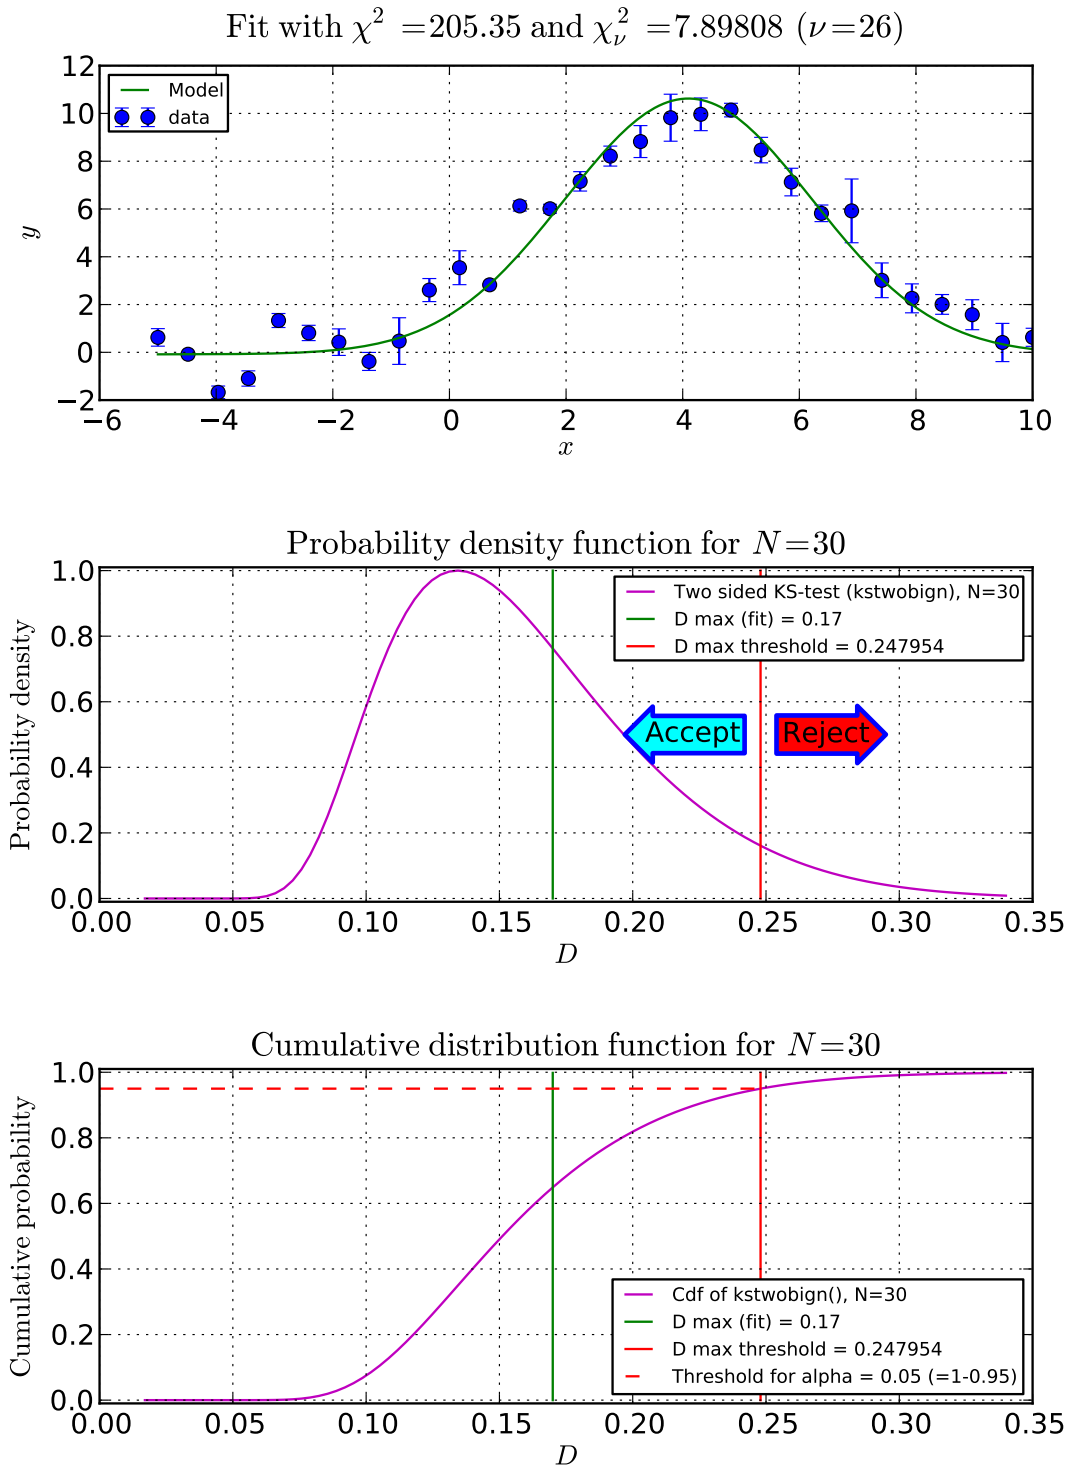 Fit with χ² =205.35 and χ²ᵥ =7.89808 (ν=26)
12
10
8
6
4
2
0
−2
y
Model
data
−6 −4 −2 0 2 4 6 8 10
x
Probability density function for N=30
1.0
0.8
0.6
0.4
0.2
0.0
Probability density
Two sided KS-test (kstwobign), N=30
D max (fit) = 0.17
D max threshold = 0.247954
Accept Reject
0.00 0.05 0.10 0.15 0.20 0.25 0.30 0.35
D
Cumulative distribution function for N=30
1.0
0.8
0.6
0.4
0.2
0.0
Cumulative probability
Cdf of kstwobign(), N=30
D max (fit) = 0.17
D max threshold = 0.247954
Threshold for alpha = 0.05 (=1-0.95)
0.00 0.05 0.10 0.15 0.20 0.25 0.30 0.35
D